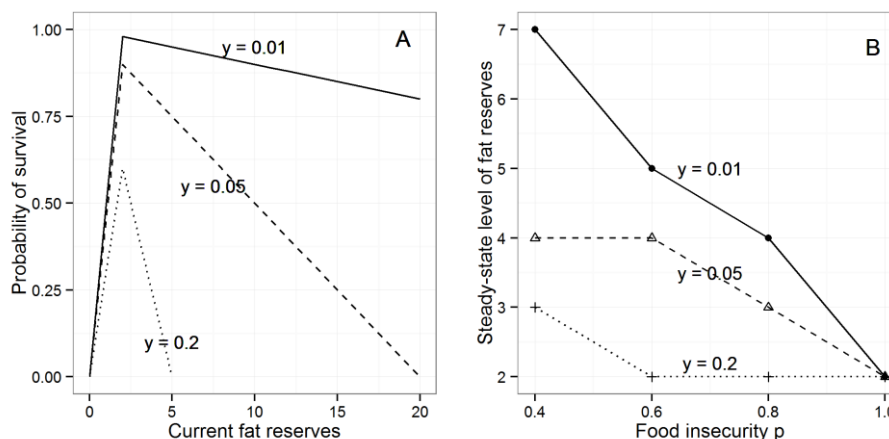 A
1.00
0.75
0.50
0.25
0.00
Probability of survival
y = 0.01
y = 0.05
y = 0.2
0 5 10 15 20
Current fat reserves
B
7
6
5
4
3
2
Steady-state level of fat reserves
y = 0.01
y = 0.05
y = 0.2
0.4 0.6 0.8 1.0
Food insecurity p